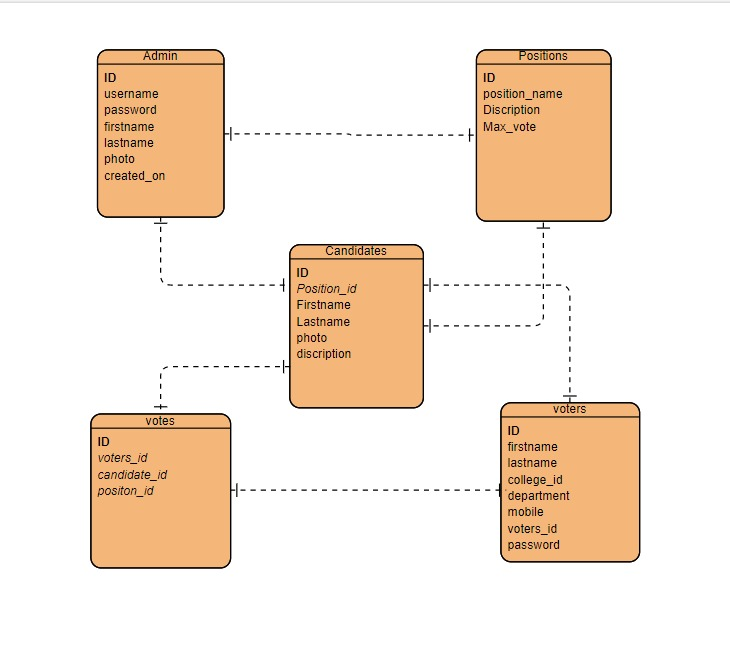 Admin
ID
username
password
firstname
lastname
photo
created_on
Positions
ID
position_name
Discription
Max_vote
Candidates
ID
Position_id
Firstname
Lastname
photo
discription
votes
ID
voters_id
candidate_id
positon_id
voters
ID
firstname
lastname
college_id
department
mobile
voters_id
password